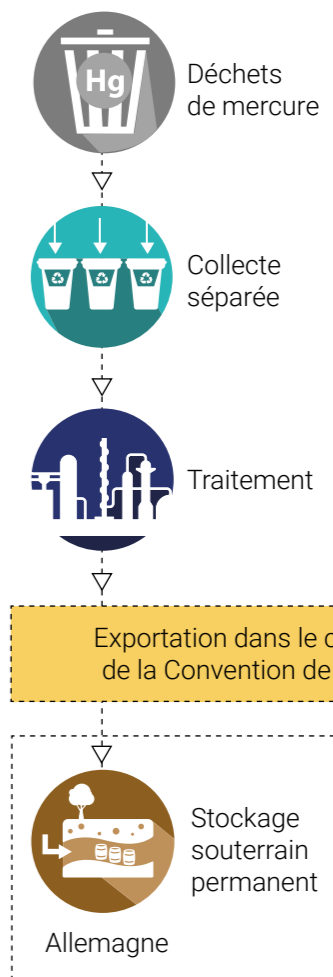 Hg
Déchets
de mercure
Collecte
séparée
Traitement
Exportation dans le
de la Convention de
Stockage
souterrain
permanent
Allemagne